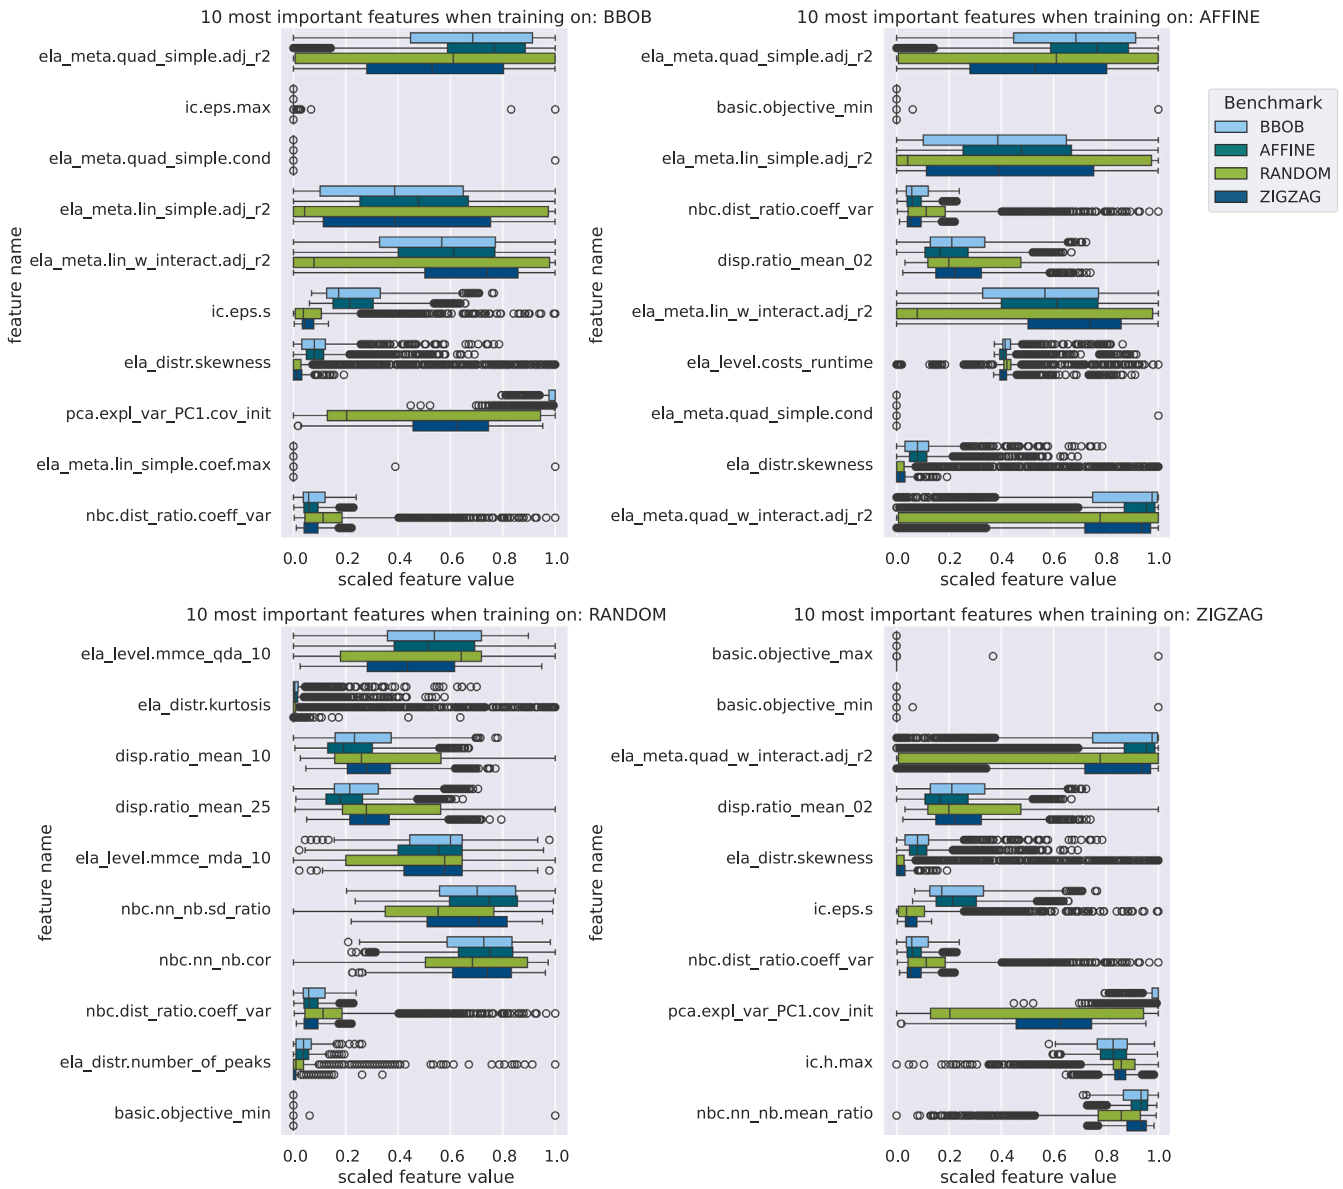 10 most important features when training on: BBOB
feature name
ela_meta.quad_simple.adj_r2
ic.eps.max
ela_meta.quad_simple.cond
ela_meta.lin_simple.adj_r2
ela_meta.lin_w_interact.adj_r2
ic.eps.s
ela_distr.skewness
pca.expl_var_PC1.cov_init
ela_meta.lin_simple.coef.max
nbc.dist_ratio.coeff_var
0.0 0.2 0.4 0.6 0.8 1.0
scaled feature value
10 most important features when training on: AFFINE
feature name
ela_meta.quad_simple.adj_r2
basic.objective_min
ela_meta.lin_simple.adj_r2
nbc.dist_ratio.coeff_var
disp.ratio_mean_02
ela_meta.lin_w_interact.adj_r2
ela_level.costs_runtime
ela_meta.quad_simple.cond
ela_distr.skewness
ela_meta.quad_w_interact.adj_r2
0.0 0.2 0.4 0.6 0.8 1.0
scaled feature value
Benchmark
BBOB
AFFINE
RANDOM
ZIGZAG
10 most important features when training on: RANDOM
feature name
ela_level.mmce_qda_10
ela_distr.kurtosis
disp.ratio_mean_10
disp.ratio_mean_25
ela_level.mmce_mda_10
nbc.nn_nb.sd_ratio
nbc.nn_nb.cor
nbc.dist_ratio.coeff_var
ela_distr.number_of_peaks
basic.objective_min
0.0 0.2 0.4 0.6 0.8 1.0
scaled feature value
10 most important features when training on: ZIGZAG
feature name
basic.objective_max
basic.objective_min
ela_meta.quad_w_interact.adj_r2
disp.ratio_mean_02
ela_distr.skewness
ic.eps.s
nbc.dist_ratio.coeff_var
pca.expl_var_PC1.cov_init
ic.h.max
nbc.nn_nb.mean_ratio
0.0 0.2 0.4 0.6 0.8 1.0
scaled feature value